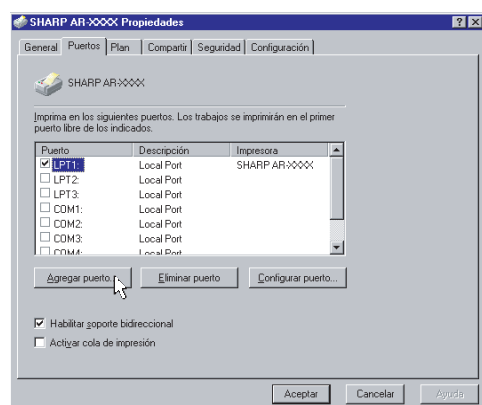 SHARP AR-XXXX Propiedades
General Puertos Plan Compartir Seguridad Configuración
SHARP AR-XXXX
Imprima en los siguientes puertos. Los trabajos se imprimirán en el primer
puerto libre de los indicados.
Puerto Descripción Impresora
LPT1: Local Port SHARP AR-XXXX
LPT2: Local Port
LPT3: Local Port
COM1: Local Port
COM2: Local Port
COM3: Local Port
COM4: Local Port
Agregar puerto... Eliminar puerto Configurar puerto...
Habilitar soporte bidireccional
Activar cola de impresión
Aceptar Cancelar Ayuda